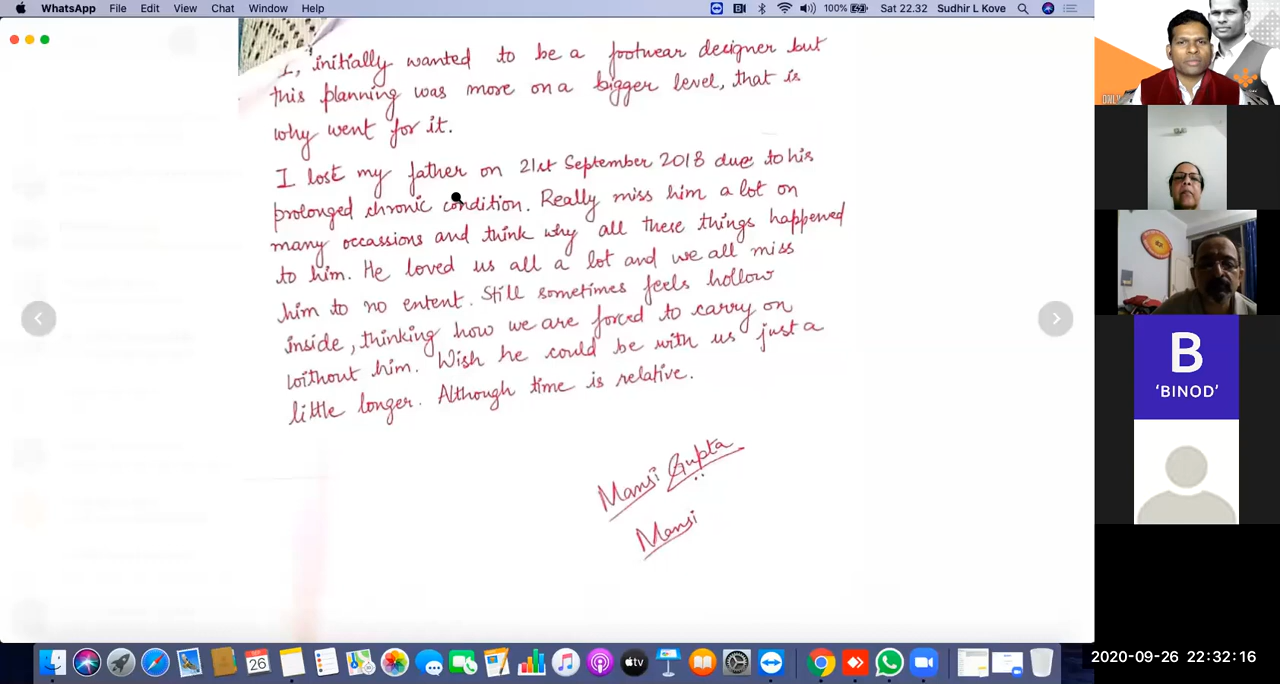 WhatsApp File Edit View Chat Window Help 100% Sat 22.32 Sudhir L Kove
I, initially wanted to be a footwear designer but
this planning was more on a bigger level, that is
why went for it.
I lost my father on 21st September 2018 due to his
prolonged chronic condition. Really miss him a lot on
many occassions and think why all these things happened
to him. He loved us all a lot and we all miss
him to no entent. Still sometimes feels hollow
inside, thinking how we are forced to carry on
without him. Wish he could be with us just a
little longer. Although time is relative.
Mansi Gupta
Mansi
ONLY
B
'BINOD'
26
tv
2020-09-26 22:32:16